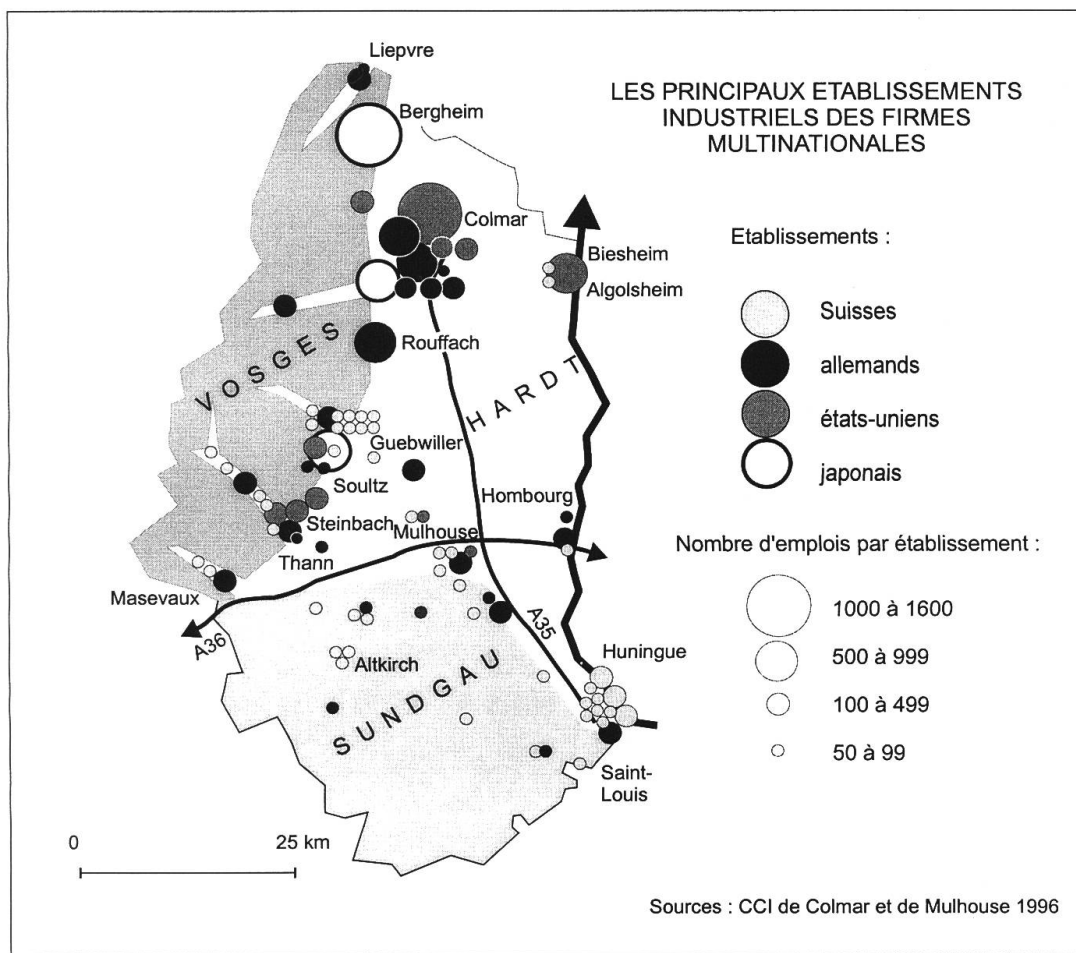 LES PRINCIPAUX ETABLISSEMENTS
INDUSTRIELS DES FIRMES
MULTINATIONALES
Liepvre
Bergheim
Colmar
Biesheim
Algolsheim
Rouffach
VOSGES
HARDT
Guebwiller
Soultz
Hombourg
Steinbach
Mulhouse
Thann
Masevaux
A36
A35
Altkirch
SUNDGAU
Huningue
Saint-
Louis
Etablissements :
Suisses
allemands
états-uniens
japonais
Nombre d'emplois par établissement :
1000 à 1600
500 à 999
100 à 499
50 à 99
0
25 km
Sources : CCI de Colmar et de Mulhouse 1996